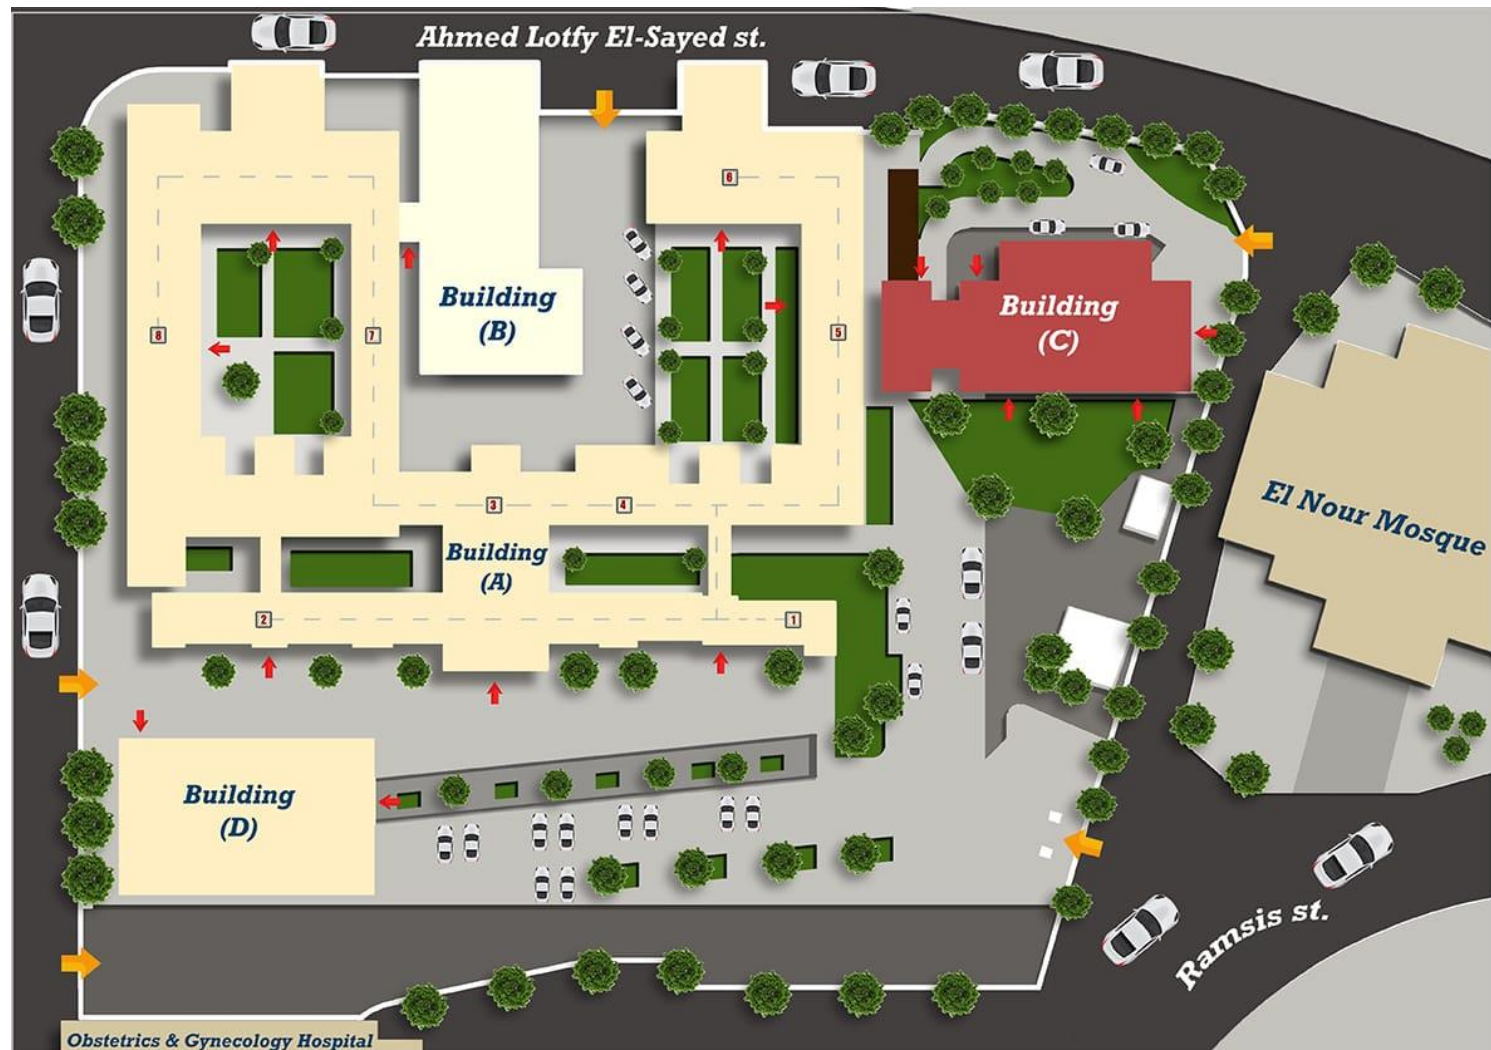 Ahmed Lotfy El-Sayed st.
6
8
7
5
Building
(B)
Building
(C)
3
4
El Nour Mosque
Building
(A)
2
1
Building
(D)
Ramsis st.
Obstetrics & Gynecology Hospital